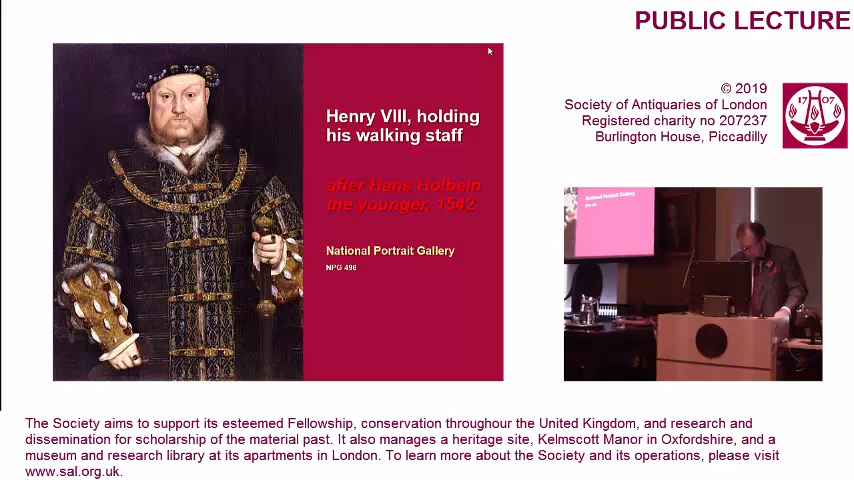 PUBLIC LECTURE
Henry VIII, holding
his walking staff
after Hans Holbein
the younger, 1542
National Portrait Gallery
NPG 496
© 2019
Society of Antiquaries of London
Registered charity no 207237
Burlington House, Piccadilly
17 07
National Portrait Gallery
The Society aims to support its esteemed Fellowship, conservation throughour the United Kingdom, and research and
dissemination for scholarship of the material past. It also manages a heritage site, Kelmscott Manor in Oxfordshire, and a
museum and research library at its apartments in London. To learn more about the Society and its operations, please visit
www.sal.org.uk.